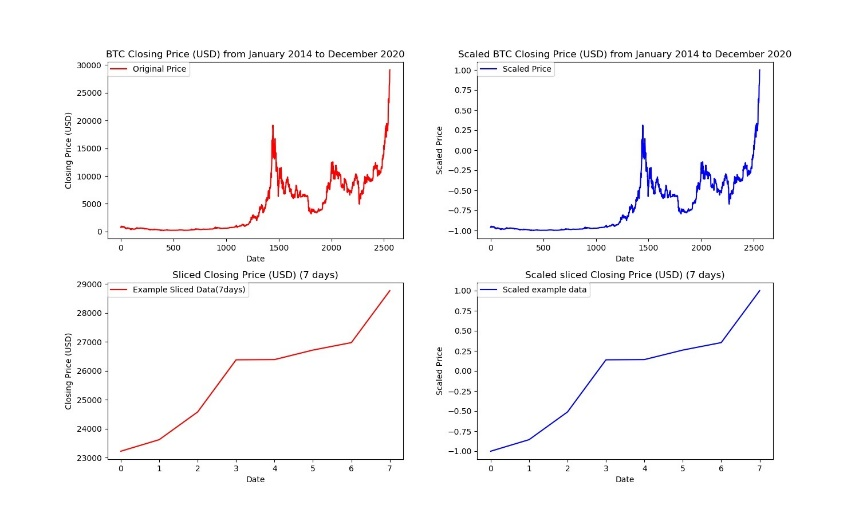 BTC Closing Price (USD) from January 2014 to December 2020
Original Price
Closing Price (USD)
30000
25000
20000
15000
10000
5000
0
0 500 1000 1500 2000 2500
Date
Scaled BTC Closing Price (USD) from January 2014 to December 2020
Scaled Price
Scaled Price
1.00
0.75
0.50
0.25
0.00
−0.25
−0.50
−0.75
−1.00
0 500 1000 1500 2000 2500
Date
Sliced Closing Price (USD) (7 days)
Example Sliced Data(7days)
Closing Price (USD)
29000
28000
27000
26000
25000
24000
23000
0 1 2 3 4 5 6 7
Date
Scaled sliced Closing Price (USD) (7 days)
Scaled example data
Scaled Price
1.00
0.75
0.50
0.25
0.00
−0.25
−0.50
−0.75
−1.00
0 1 2 3 4 5 6 7
Date